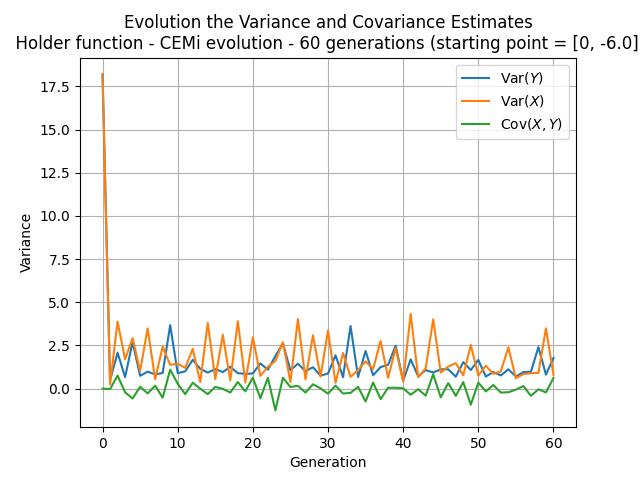 Evolution the Variance and Covariance Estimates
Holder function - CEMi evolution - 60 generations (starting point = [0, -6.0]
Var(Y)
Var(X)
Cov(X, Y)
Variance
17.5
15.0
12.5
10.0
7.5
5.0
2.5
0.0
0 10 20 30 40 50 60
Generation